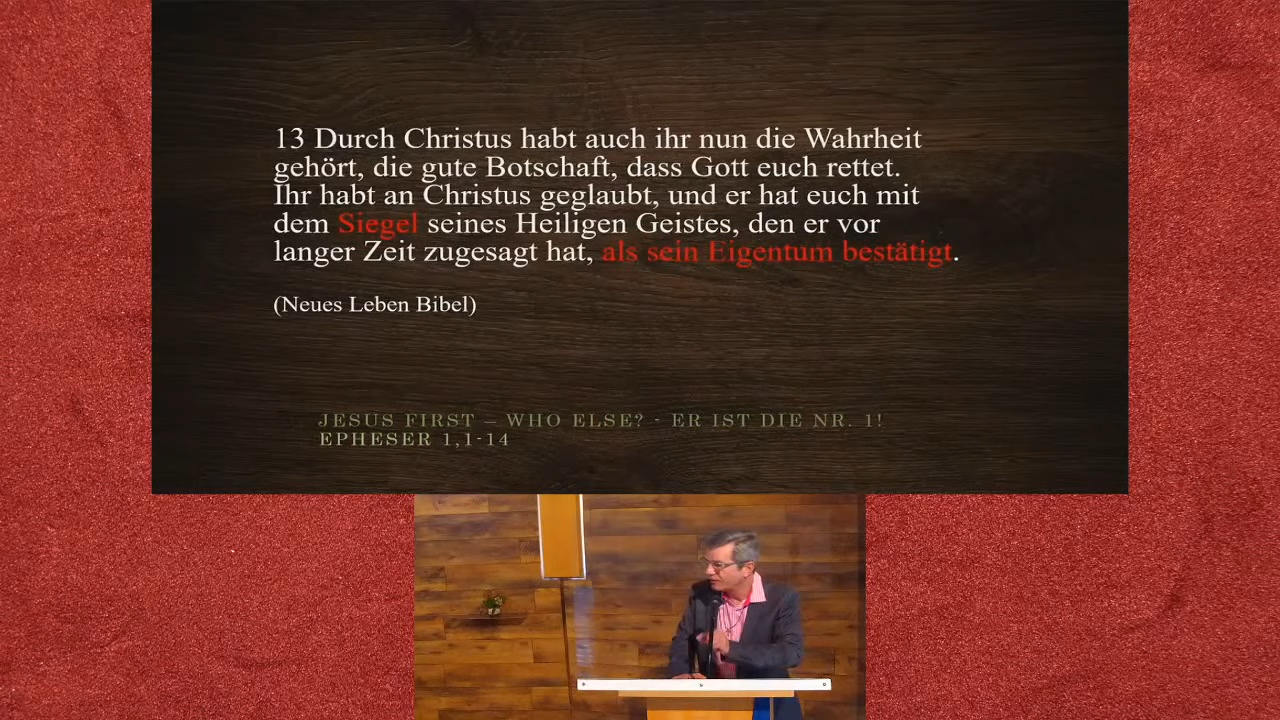 13 Durch Christus habt auch ihr nun die Wahrheit
gehört, die gute Botschaft, dass Gott euch rettet.
Ihr habt an Christus geglaubt, und er hat euch mit
dem Siegel seines Heiligen Geistes, den er vor
langer Zeit zugesagt hat, als sein Eigentum bestätigt.
(Neues Leben Bibel)
JESUS FIRST – WHO ELSE? - ER IST DIE NR. 1!
EPHESER 1,1-14